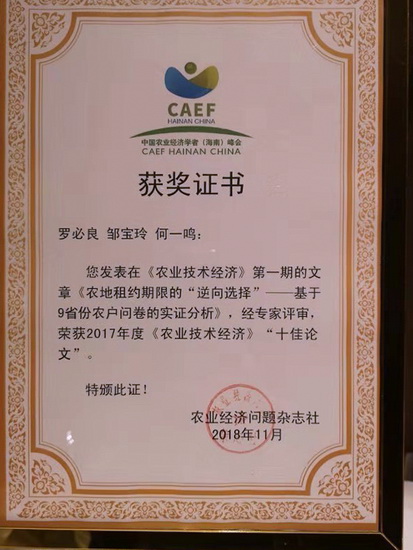 CAEF
HAINAN CHINA
中国农业经济学者（海南）峰会
CAEF HAINAN CHINA
获奖证书
罗必良 邹宝玲 何一鸣：
您发表在《农业技术经济》第一期的文
章《农地租约期限的“逆向选择”——基于
9省份农户问卷的实证分析》，经专家评审，
荣获2017年度《农业技术经济》“十佳论
文”。
特颁此证！
农业经济问题杂志社
2018年11月